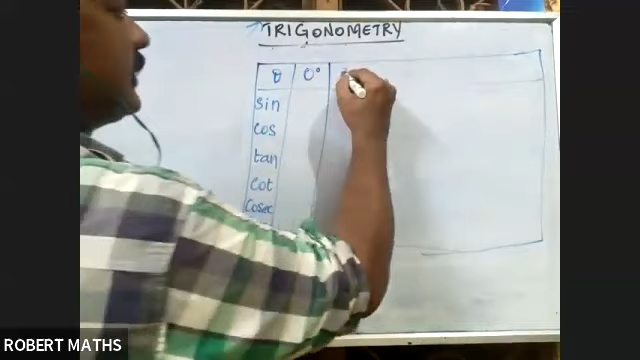 TRIGONOMETRY
θ 0°
sin
cos
tan
cot
cosec
ROBERT MATHS